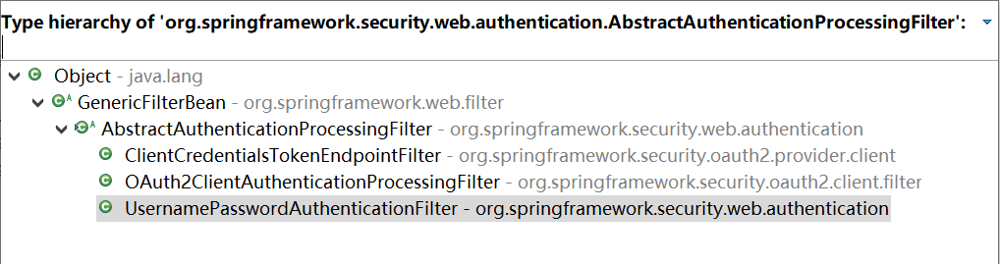 Type hierarchy of 'org.springframework.security.web.authentication.AbstractAuthenticationProcessingFilter':
Object - java.lang
GenericFilterBean - org.springframework.web.filter
AbstractAuthenticationProcessingFilter - org.springframework.security.web.authentication
ClientCredentialsTokenEndpointFilter - org.springframework.security.oauth2.provider.client
OAuth2ClientAuthenticationProcessingFilter - org.springframework.security.oauth2.client.filter
UsernamePasswordAuthenticationFilter - org.springframework.security.web.authentication